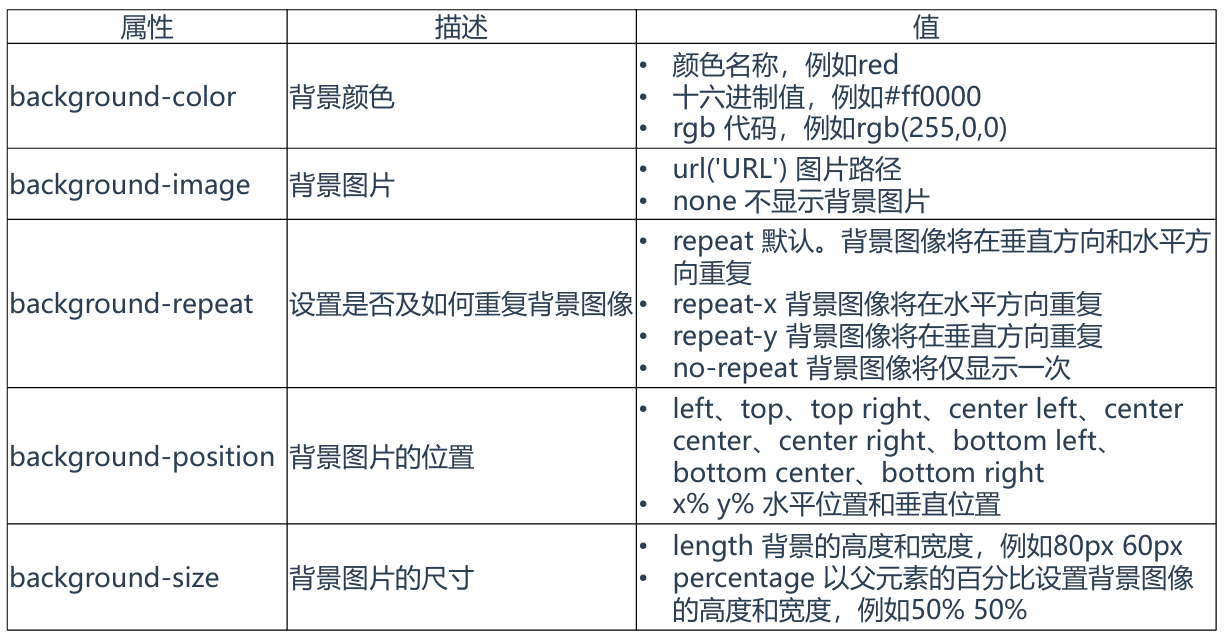 属性 描述 值
background-color 背景颜色
• 颜色名称，例如red
• 十六进制值，例如#ff0000
• rgb 代码，例如rgb(255,0,0)
background-image 背景图片
• url('URL') 图片路径
• none 不显示背景图片
background-repeat 设置是否及如何重复背景图像
• repeat 默认。背景图像将在垂直方向和水平方
向重复
• repeat-x 背景图像将在水平方向重复
• repeat-y 背景图像将在垂直方向重复
• no-repeat 背景图像将仅显示一次
background-position 背景图片的位置
• left、top、top right、center left、center
center、center right、bottom left、
bottom center、bottom right
• x% y% 水平位置和垂直位置
background-size 背景图片的尺寸
• length 背景的高度和宽度，例如80px 60px
• percentage 以父元素的百分比设置背景图像
的高度和宽度，例如50% 50%